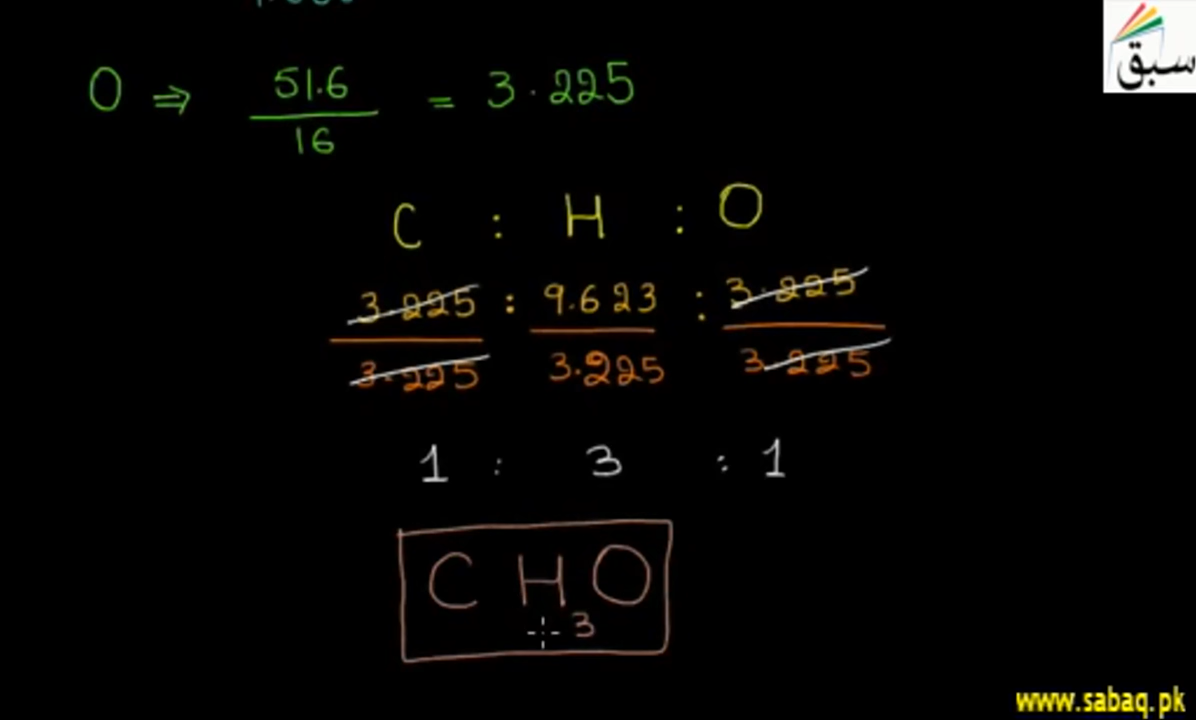 سبق
O ⇒ 51.6 / 16 = 3.225
C : H : O
3.225 : 9.623 : 3.225
3.225 3.225 3.225
1 : 3 : 1
CH₃O
www.sabaq.pk